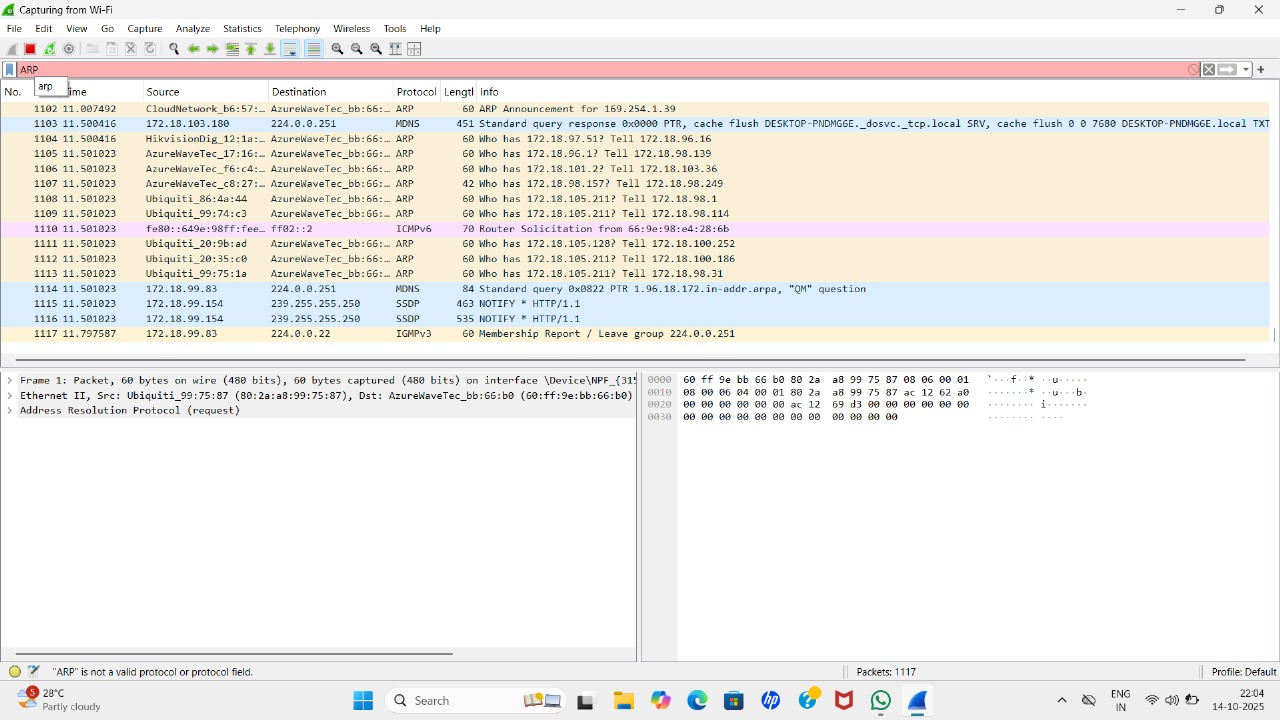 Capturing from Wi-Fi
File Edit View Go Capture Analyze Statistics Telephony Wireless Tools Help
ARP
arp
No. ime Source Destination Protocol Lengtl Info
1102 11.007492 CloudNetwork_b6:57:… AzureWaveTec_bb:66:… ARP 60 ARP Announcement for 169.254.1.39
1103 11.500416 172.18.103.180 224.0.0.251 MDNS 451 Standard query response 0x0000 PTR, cache flush DESKTOP-PNDMG6E._dosvc._tcp.local SRV, cache flush 0 0 7680 DESKTOP-PNDMG6E.local TXT
1104 11.500416 HikvisionDig_12:1a:… AzureWaveTec_bb:66:… ARP 60 Who has 172.18.97.51? Tell 172.18.96.16
1105 11.501023 AzureWaveTec_17:16:… AzureWaveTec_bb:66:… ARP 60 Who has 172.18.96.1? Tell 172.18.98.139
1106 11.501023 AzureWaveTec_f6:c4:… AzureWaveTec_bb:66:… ARP 60 Who has 172.18.101.2? Tell 172.18.103.36
1107 11.501023 AzureWaveTec_c8:27:… AzureWaveTec_bb:66:… ARP 42 Who has 172.18.98.157? Tell 172.18.98.249
1108 11.501023 Ubiquiti_86:4a:44 AzureWaveTec_bb:66:… ARP 60 Who has 172.18.105.211? Tell 172.18.98.1
1109 11.501023 Ubiquiti_99:74:c3 AzureWaveTec_bb:66:… ARP 60 Who has 172.18.105.211? Tell 172.18.98.114
1110 11.501023 fe80::649e:98ff:fee… ff02::2 ICMPv6 70 Router Solicitation from 66:9e:98:e4:28:6b
1111 11.501023 Ubiquiti_20:9b:ad AzureWaveTec_bb:66:… ARP 60 Who has 172.18.105.128? Tell 172.18.100.252
1112 11.501023 Ubiquiti_20:35:c0 AzureWaveTec_bb:66:… ARP 60 Who has 172.18.105.211? Tell 172.18.100.186
1113 11.501023 Ubiquiti_99:75:1a AzureWaveTec_bb:66:… ARP 60 Who has 172.18.105.211? Tell 172.18.98.31
1114 11.501023 172.18.99.83 224.0.0.251 MDNS 84 Standard query 0x0822 PTR 1.96.18.172.in-addr.arpa, "QM" question
1115 11.501023 172.18.99.154 239.255.255.250 SSDP 463 NOTIFY * HTTP/1.1
1116 11.501023 172.18.99.154 239.255.255.250 SSDP 535 NOTIFY * HTTP/1.1
1117 11.797587 172.18.99.83 224.0.0.22 IGMPv3 60 Membership Report / Leave group 224.0.0.251
Frame 1: Packet, 60 bytes on wire (480 bits), 60 bytes captured (480 bits) on interface \Device\NPF_{315
Ethernet II, Src: Ubiquiti_99:75:87 (80:2a:a8:99:75:87), Dst: AzureWaveTec_bb:66:b0 (60:ff:9e:bb:66:b0)
Address Resolution Protocol (request)
0000 60 ff 9e bb 66 b0 80 2a a8 99 75 87 08 06 00 01 `···f··* ··u·····
0010 08 00 06 04 00 01 80 2a a8 99 75 87 ac 12 62 a0 ·······* ··u···b·
0020 00 00 00 00 00 00 ac 12 69 d3 00 00 00 00 00 00 ········ i·······
0030 00 00 00 00 00 00 00 00 00 00 00 00 ········ ····
"ARP" is not a valid protocol or protocol field. Packets: 1117 Profile: Default
5 28°C
Partly cloudy
Search
ENG
IN
22:04
14-10-2025